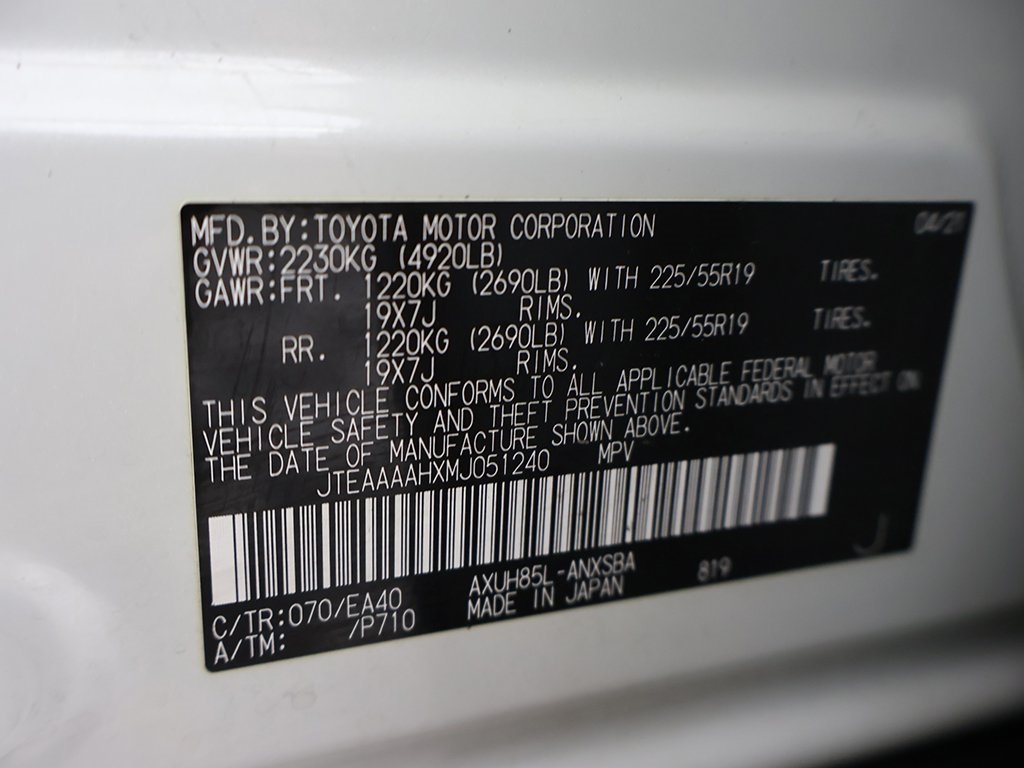 MFD.BY:TOYOTA MOTOR CORPORATION 04/21
GVWR:2230KG (4920LB)
GAWR:FRT. 1220KG (2690LB) WITH 225/55R19 TIRES.
19X7J RIMS.
RR. 1220KG (2690LB) WITH 225/55R19 TIRES.
19X7J RIMS.
THIS VEHICLE CONFORMS TO ALL APPLICABLE FEDERAL MOTOR
VEHICLE SAFETY AND THEFT PREVENTION STANDARDS IN EFFECT ON
THE DATE OF MANUFACTURE SHOWN ABOVE.
JTEAAAAHXMJ051240 MPV
C/TR:070/EA40 AXUH85L-ANXSBA 819 J
A/TM: /P710 MADE IN JAPAN